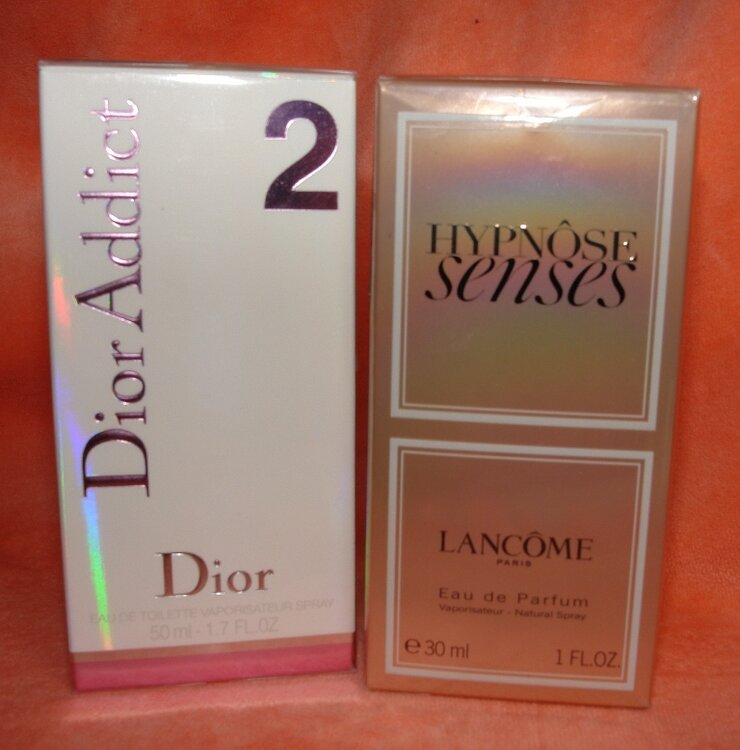 Dior Addict
2
Dior
EAU DE TOILETTE VAPORISATEUR SPRAY
50 ml - 1.7 FL.OZ
HYPNÔSE
senses
LANCÔME
PARIS
Eau de Parfum
Vaporisateur - Natural Spray
e 30 ml 1 FL.OZ.